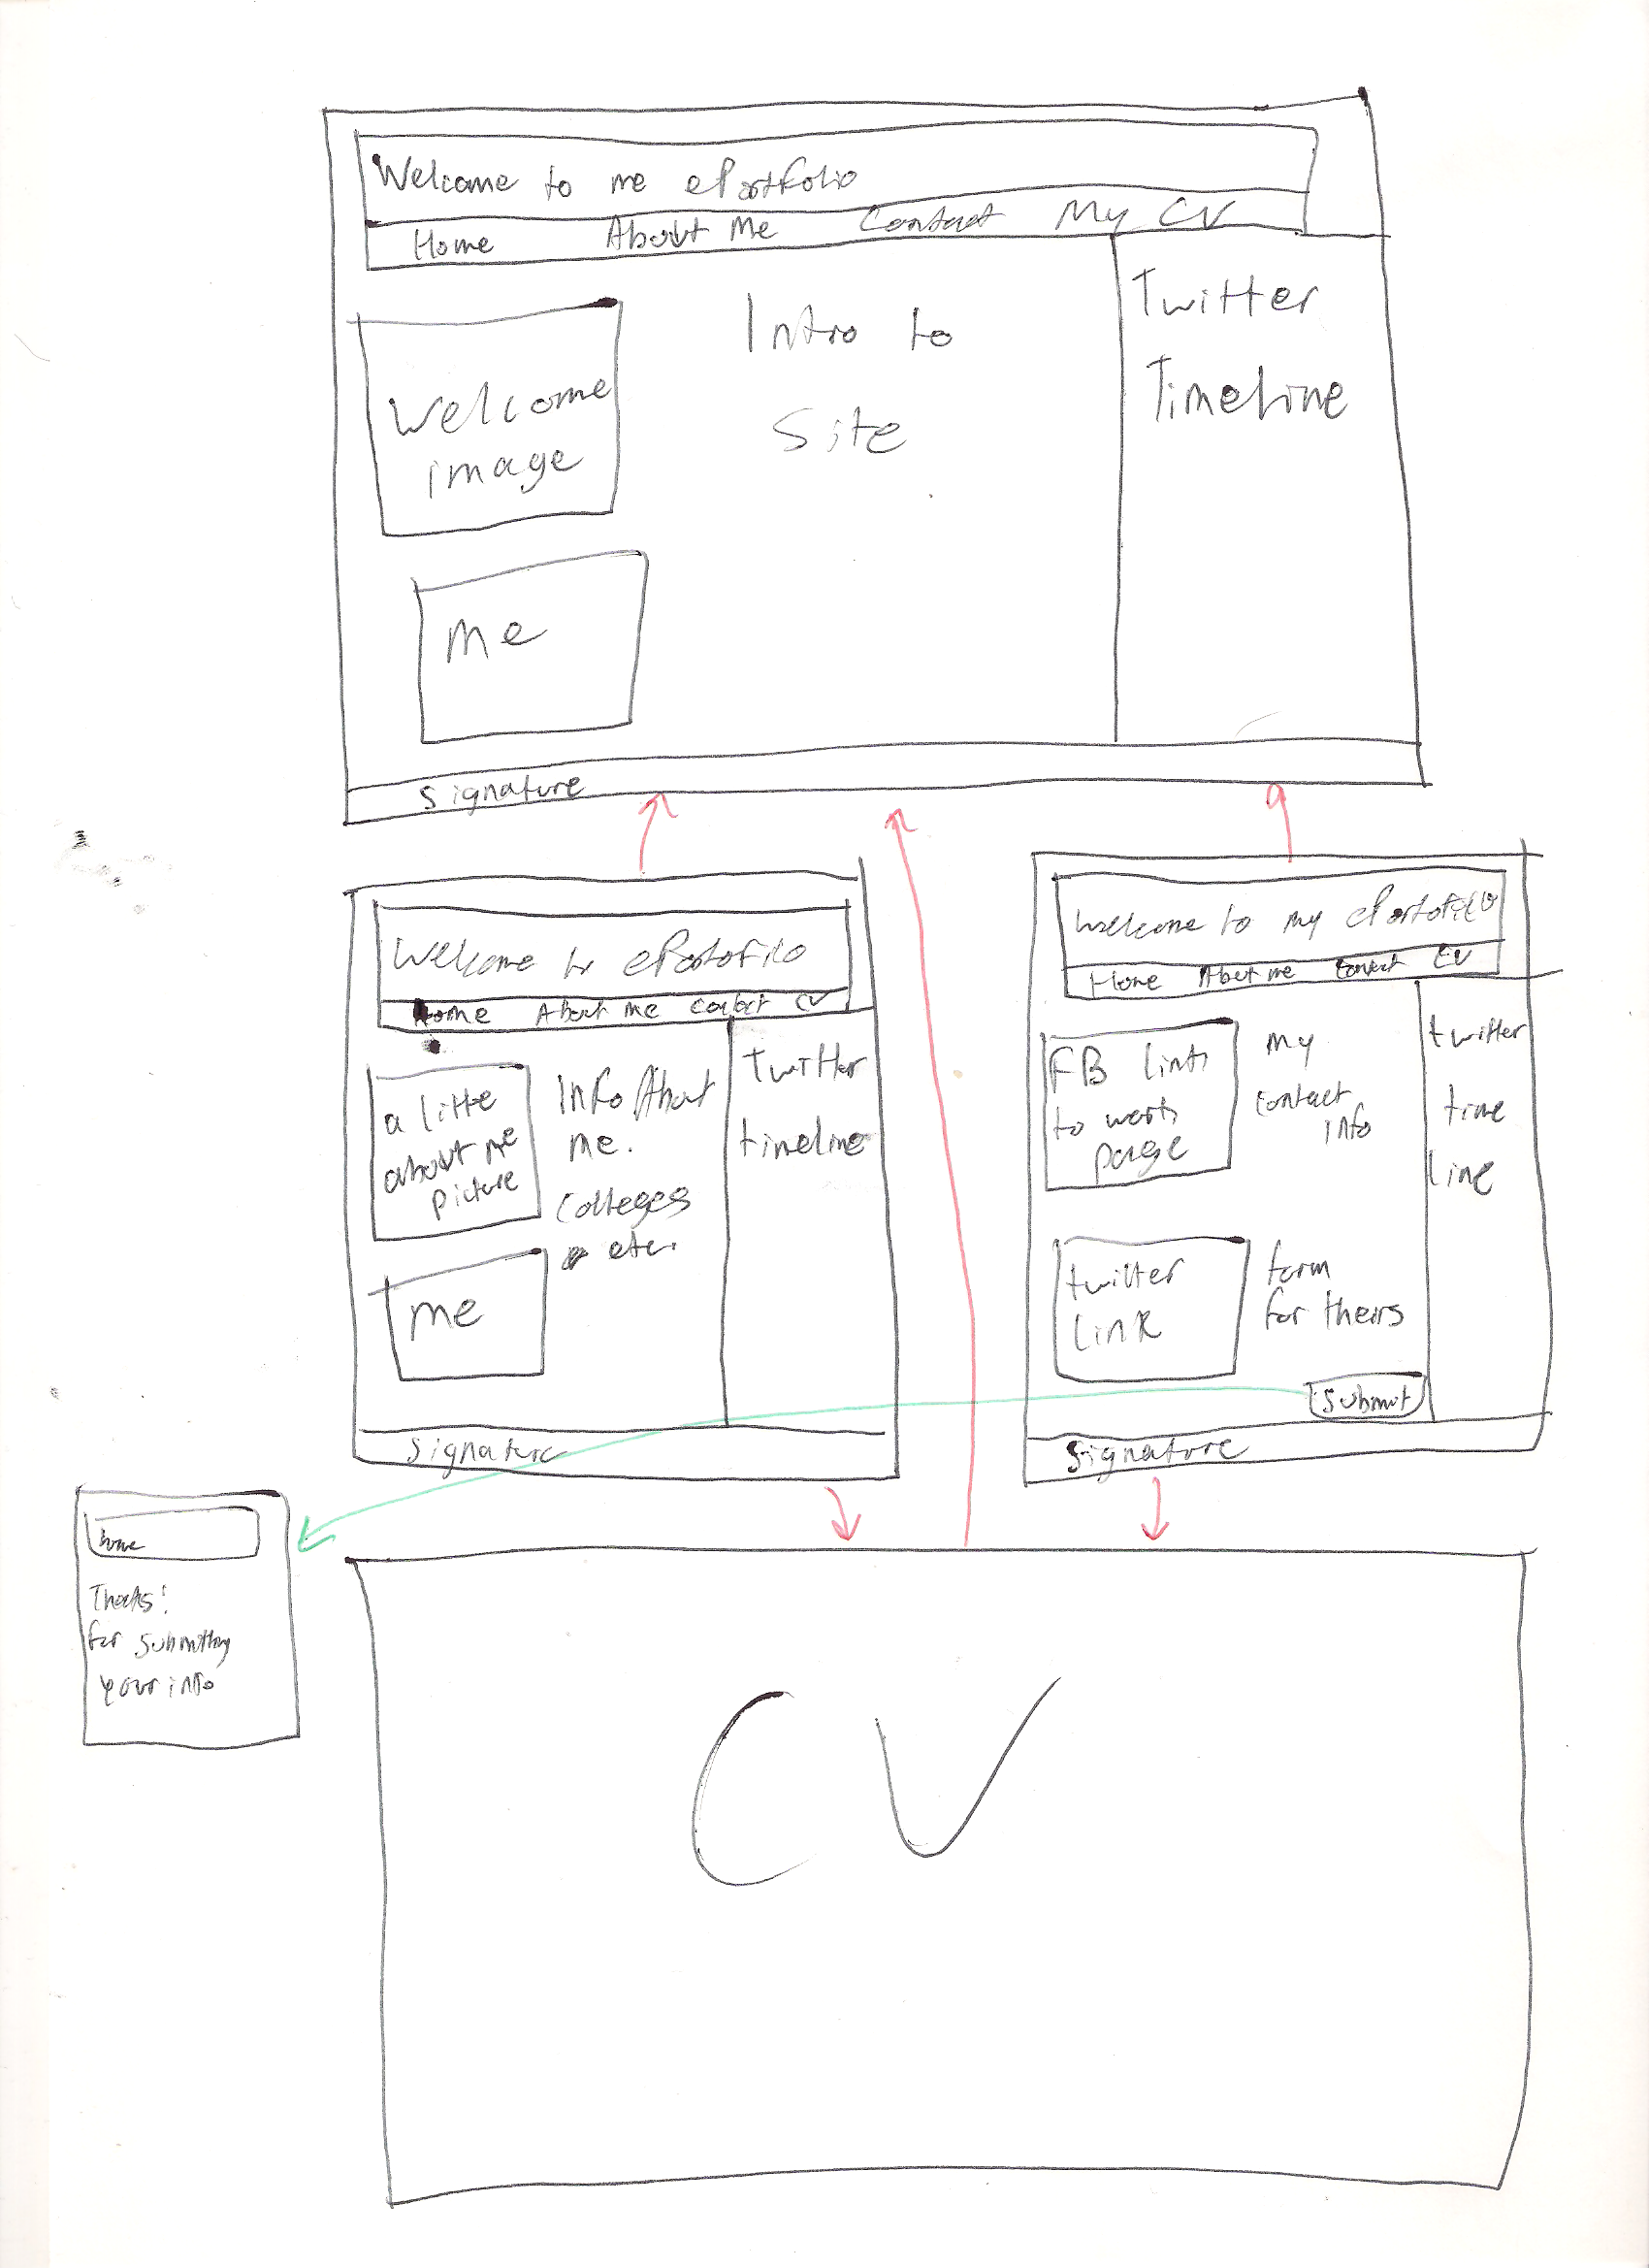 Welcome to me ePortfolio
Home About Me Contact My CV
Welcome
image
Intro to
Site
Twitter
Timeline
me
Signature
Welcome to ePortofilo
Home About me Contact CV
a litte
about me
picture
Info About
me.
Colleges
etc.
twitter
timeline
me
Signature
Welcome to my ePortofilo
Home About me Contact CV
FB link
to work
page
my
contact
info
twitter
time
line
twitter
link
form
for theirs
Submit
Signature
home
Thanks!
for submitting
your info
CV